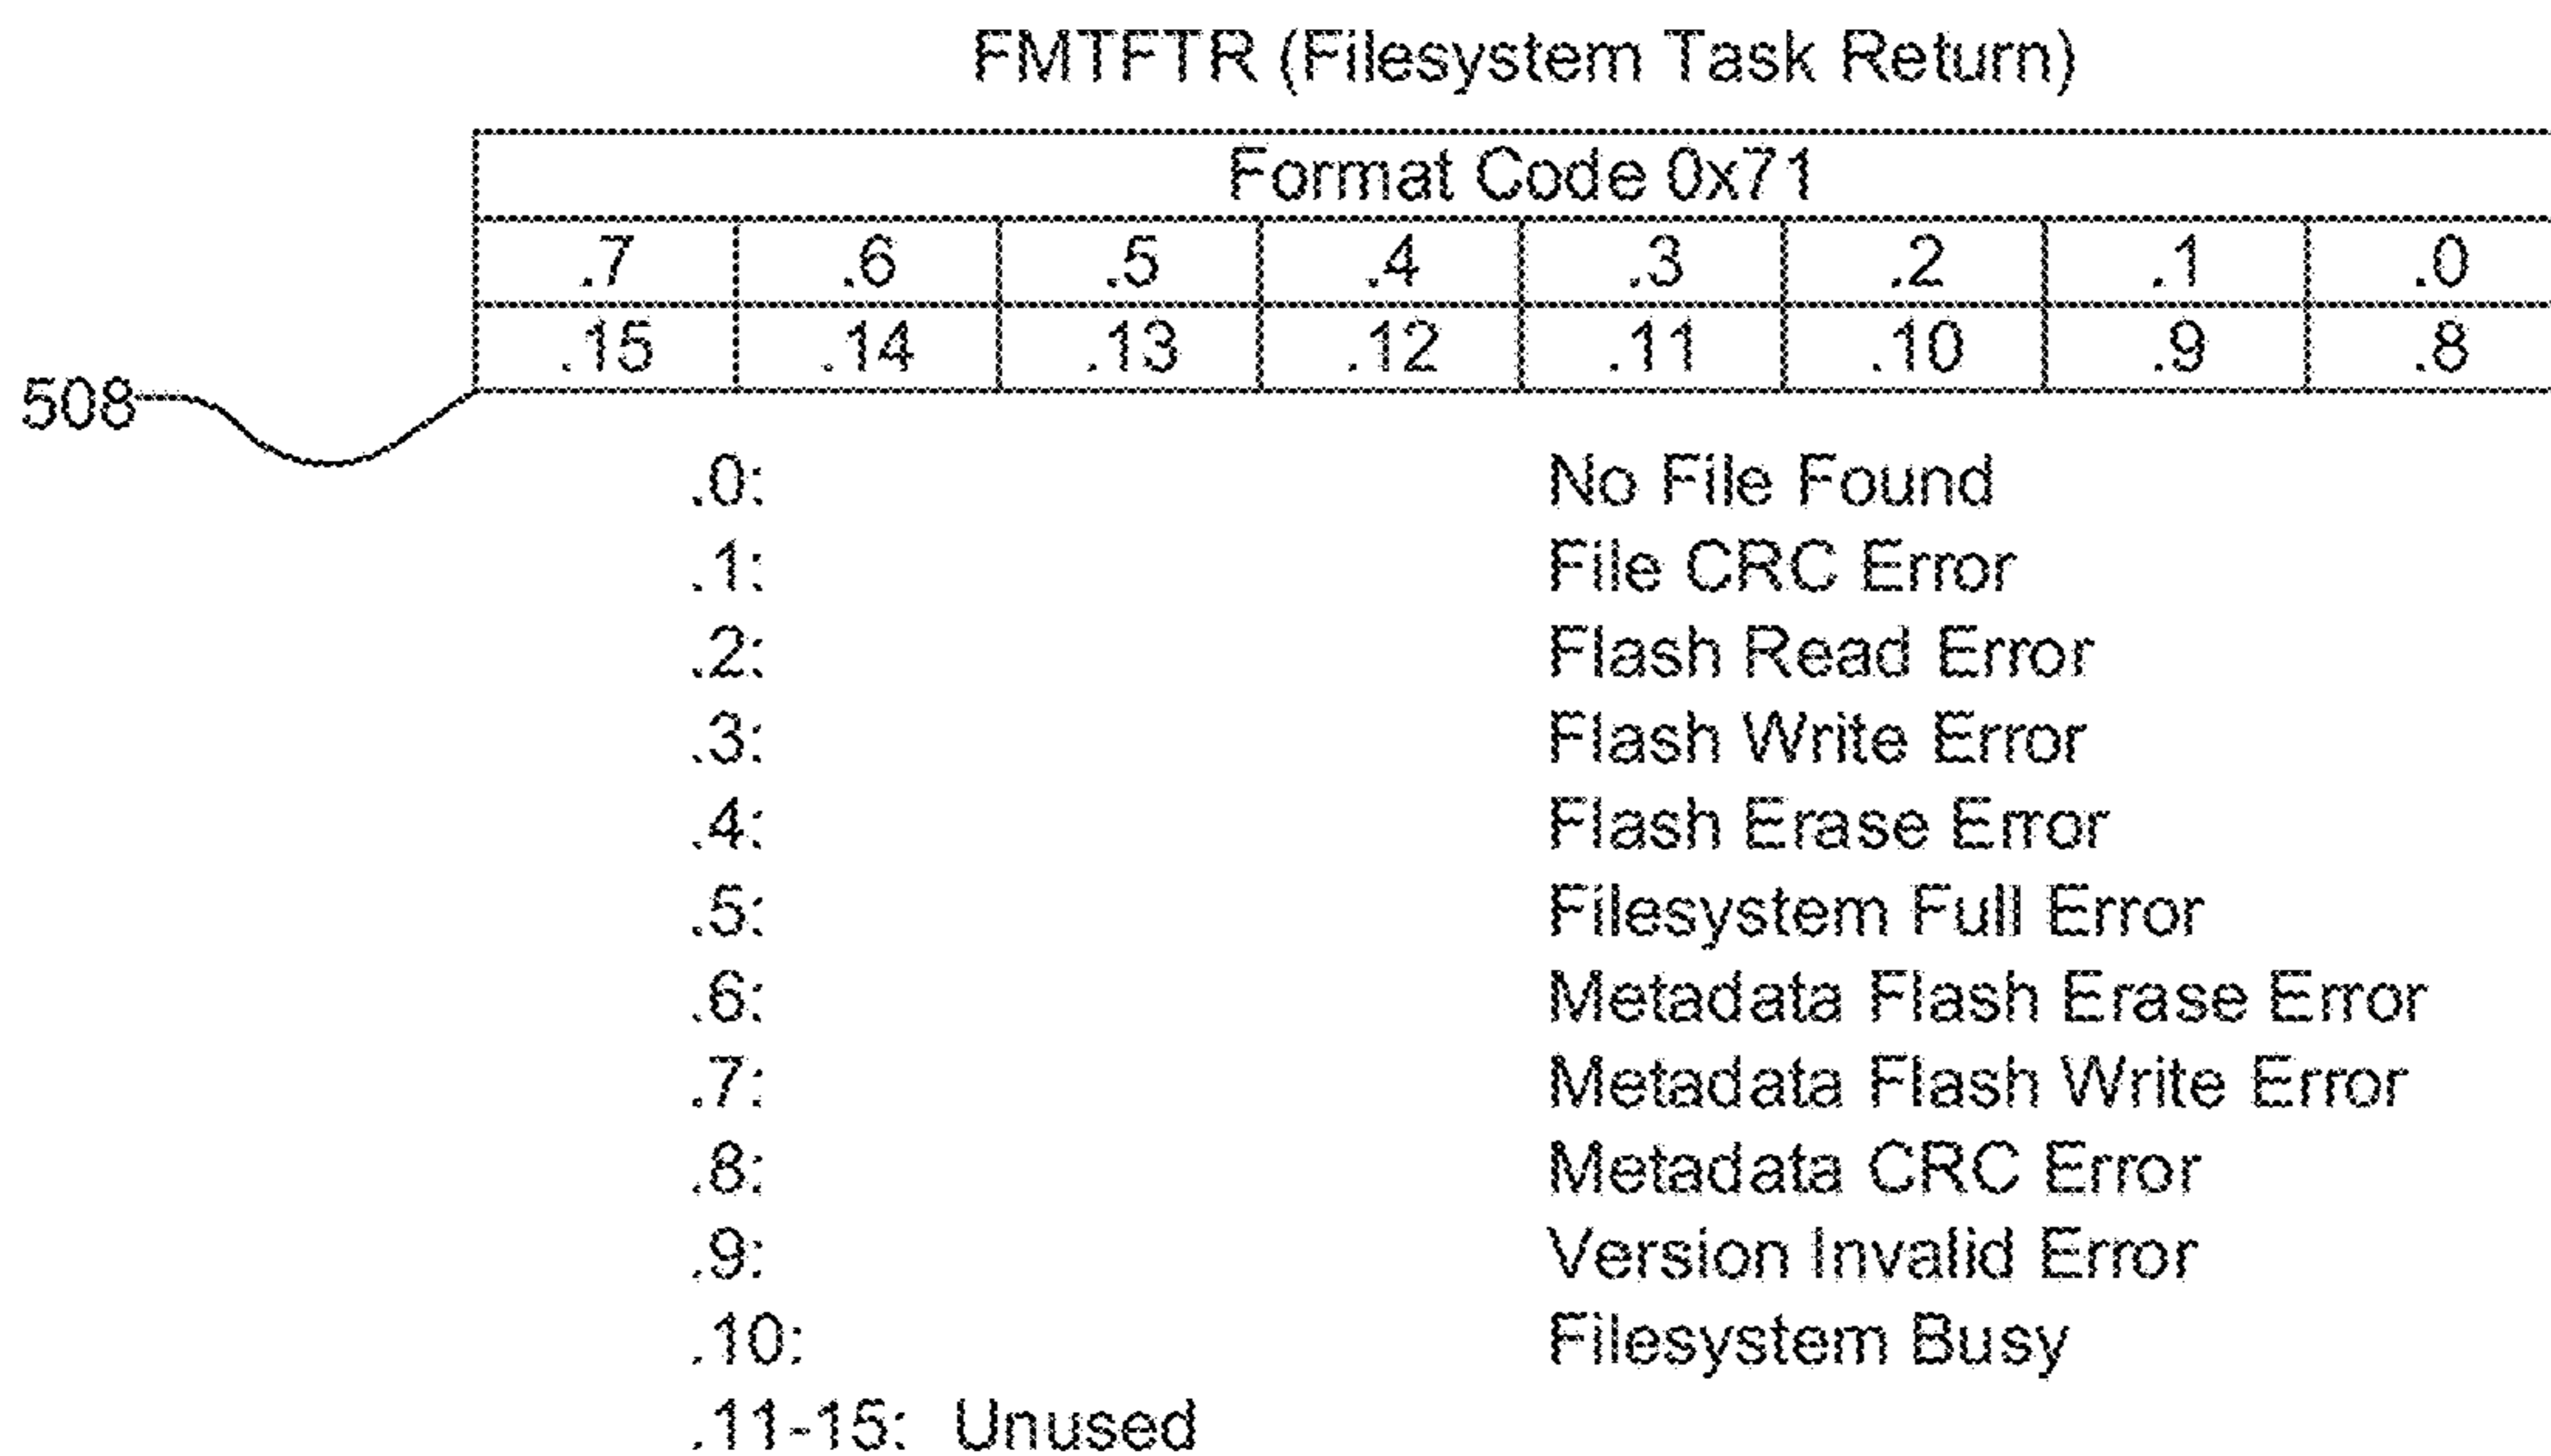 FMTFTR (Filesystem Task Return)
Format Code 0x71
.7 .6 .5 .4 .3 .2 .1 .0
.15 .14 .13 .12 .11 .10 .9 .8
508
.0: No File Found
.1: File CRC Error
.2: Flash Read Error
.3: Flash Write Error
.4: Flash Erase Error
.5: Filesystem Full Error
.6: Metadata Flash Erase Error
.7: Metadata Flash Write Error
.8: Metadata CRC Error
.9: Version Invalid Error
.10: Filesystem Busy
.11-15: Unused